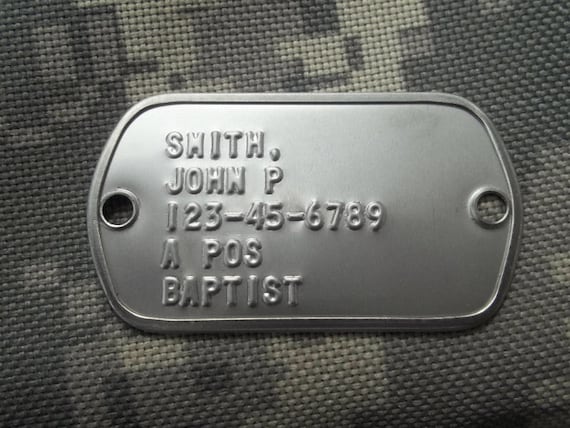 SMITH,
JOHN P
123-45-6789
A POS
BAPTIST